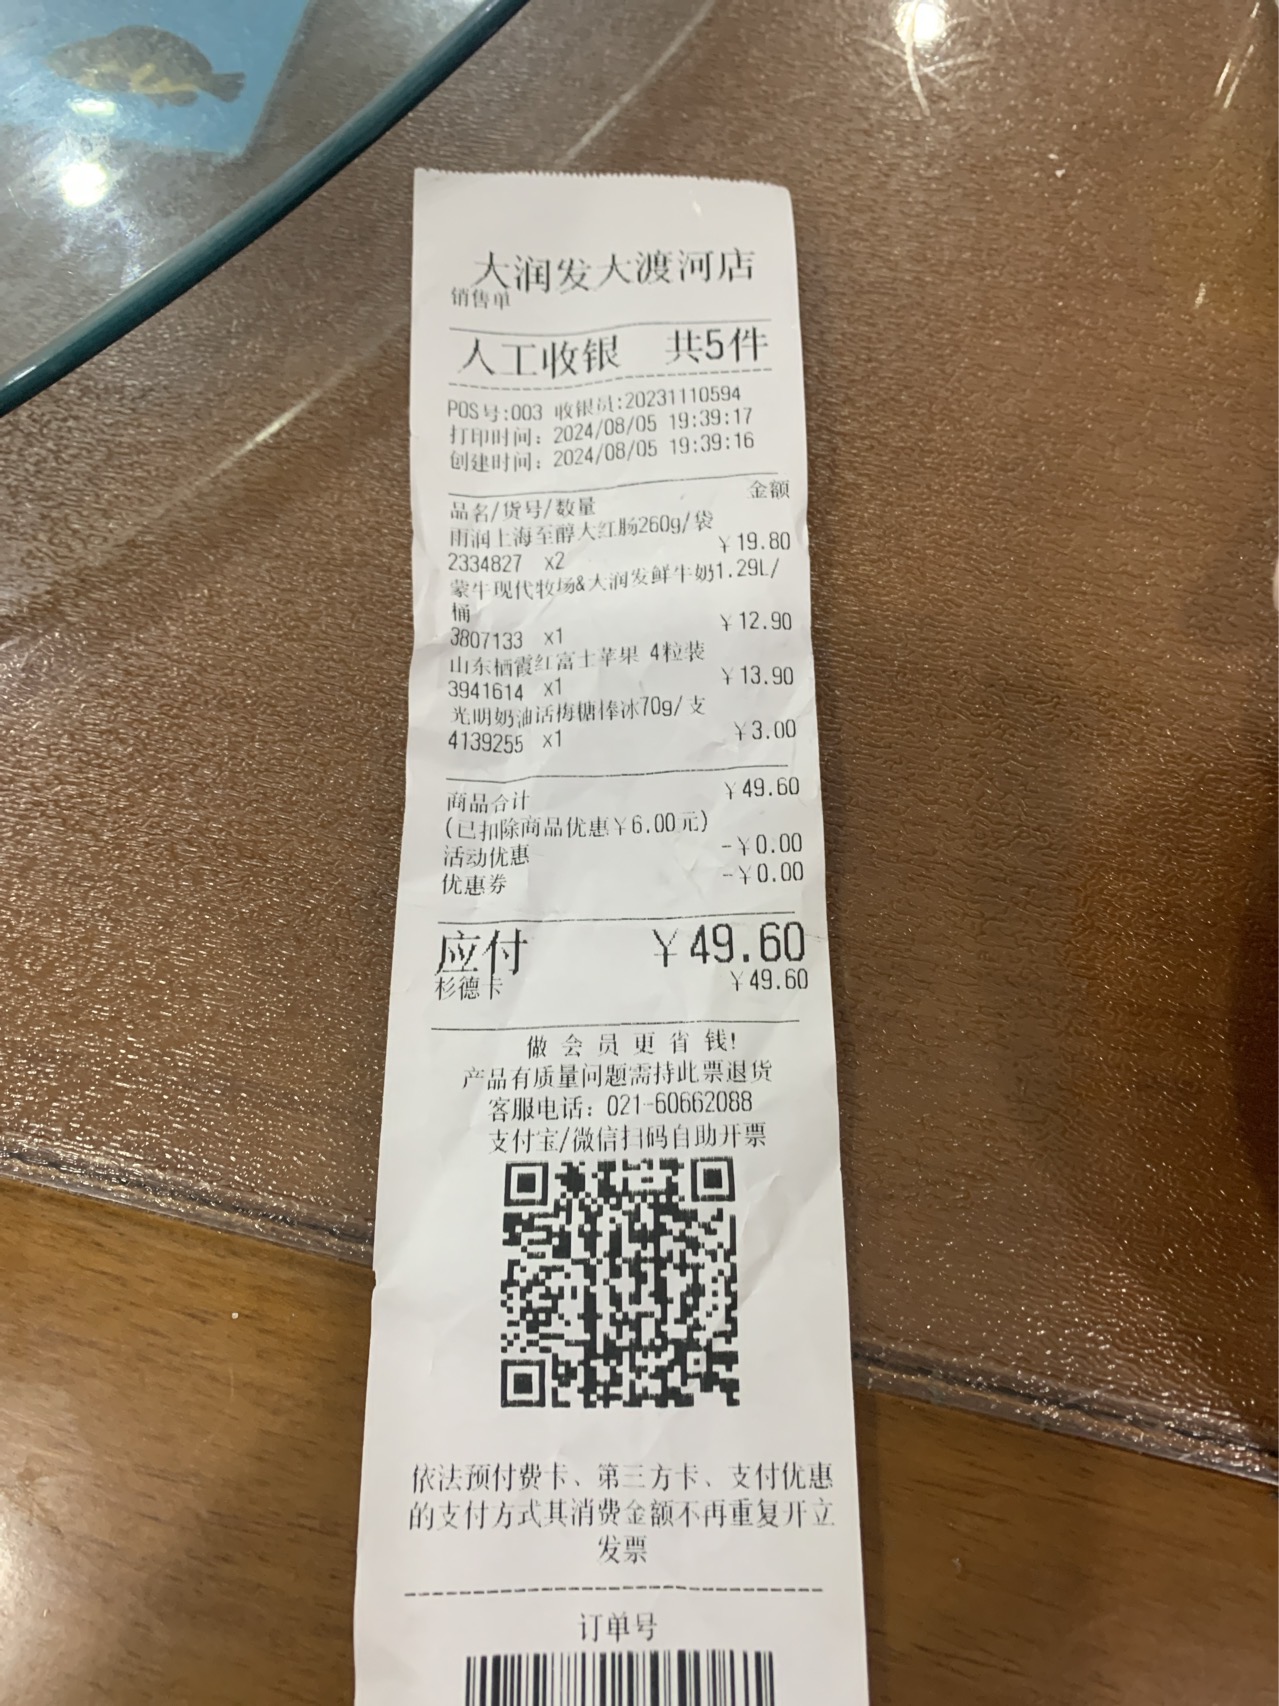 大润发大渡河店
销售单
人工收银 共5件
POS号:003 收银员:20231110594
打印时间: 2024/08/05 19:39:17
创建时间: 2024/08/05 19:39:16
品名/货号/数量 金额
雨润上海至醇大红肠260g/袋
2334827 x2 ￥19.80
蒙牛现代牧场&大润发鲜牛奶1.29L/
桶
3807133 x1 ￥12.90
山东栖霞红富士苹果 4粒装
3941614 x1 ￥13.90
光明奶油话梅糖棒冰70g/支
4139255 x1 ￥3.00
商品合计 ￥49.60
(已扣除商品优惠￥6.00元)
活动优惠 -￥0.00
优惠券 -￥0.00
应付 ￥49.60
杉德卡 ￥49.60
做会员更省钱!
产品有质量问题需持此票退货
客服电话: 021-60662088
支付宝/微信扫码自助开票
依法预付费卡、第三方卡、支付优惠
的支付方式其消费金额不再重复开立
发票
订单号